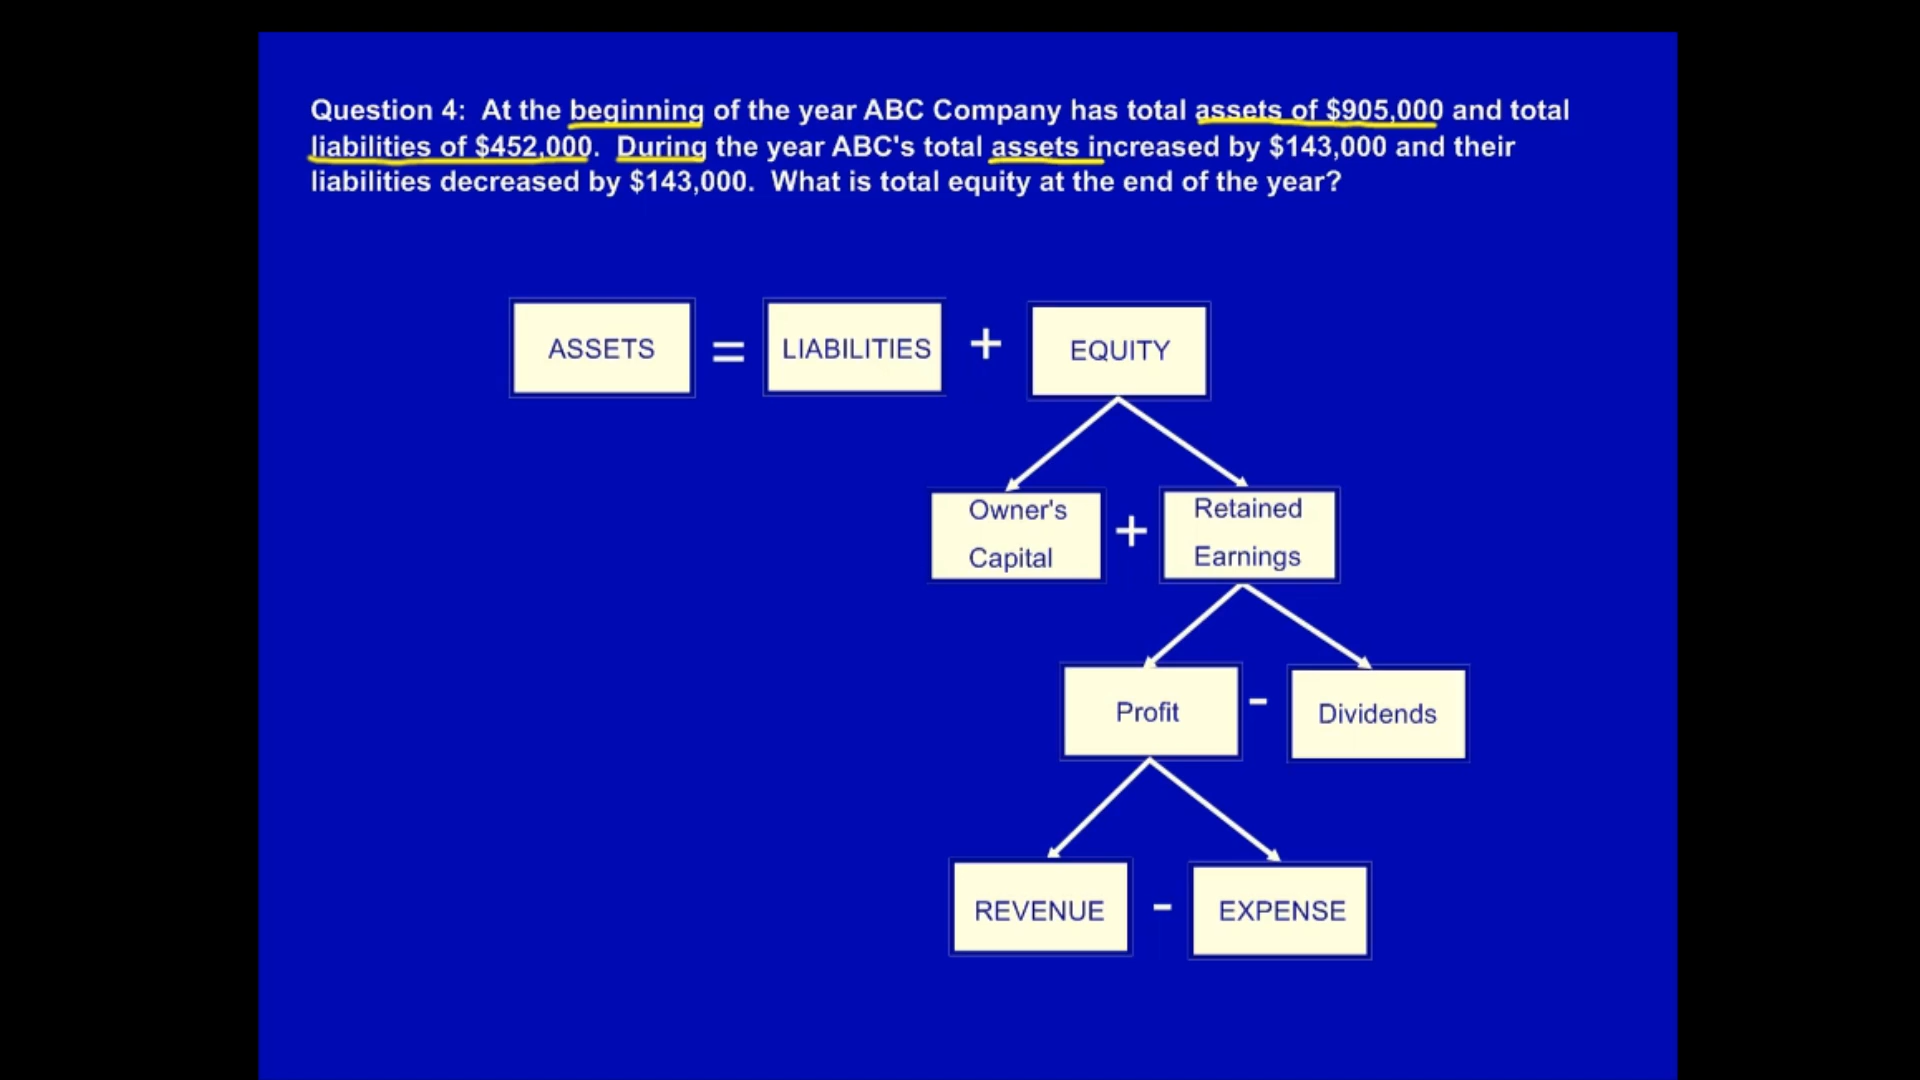 Question 4:  At the beginning of the year ABC Company has total assets of $905,000 and total
liabilities of $452,000.  During the year ABC's total assets increased by $143,000 and their
liabilities decreased by $143,000.  What is total equity at the end of the year?
ASSETS = LIABILITIES + EQUITY
Owner's
Capital
+
Retained
Earnings
Profit - Dividends
REVENUE - EXPENSE